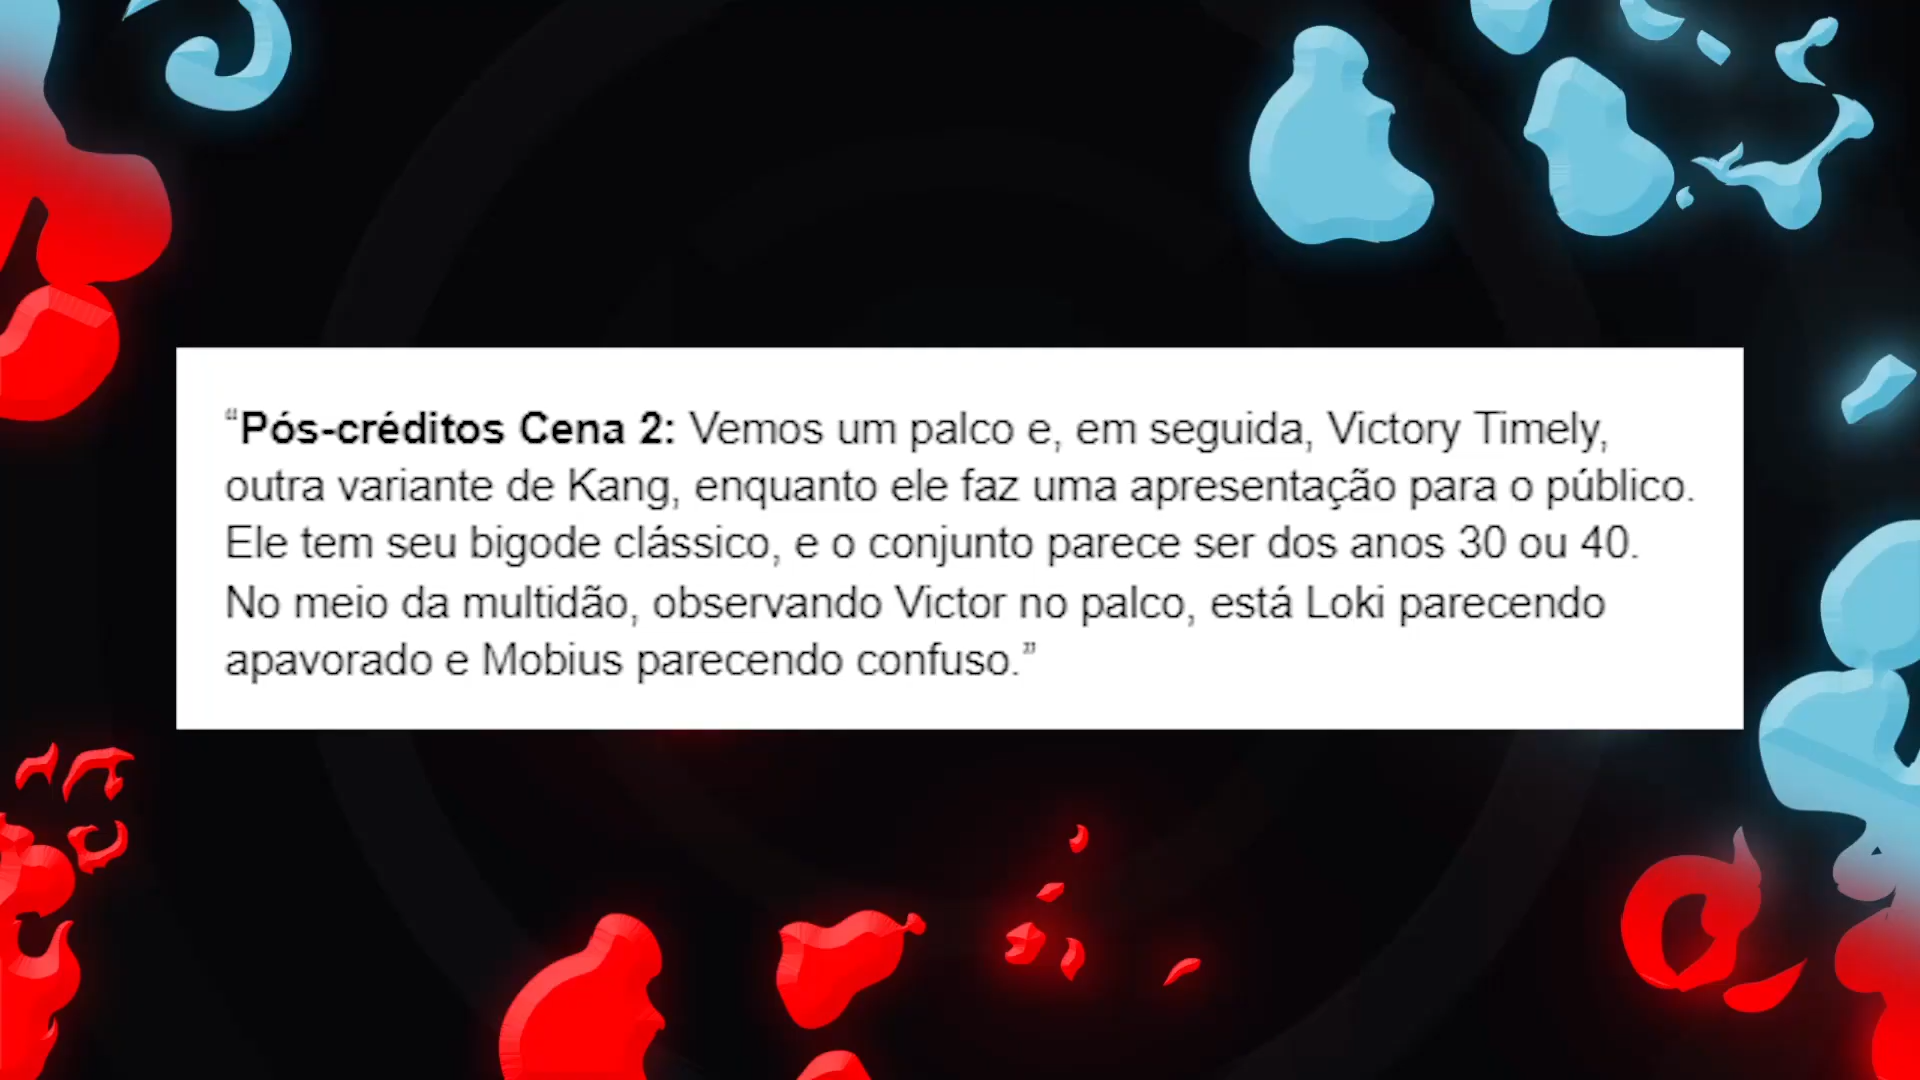 “Pós-créditos Cena 2: Vemos um palco e, em seguida, Victory Timely,
outra variante de Kang, enquanto ele faz uma apresentação para o público.
Ele tem seu bigode clássico, e o conjunto parece ser dos anos 30 ou 40.
No meio da multidão, observando Victor no palco, está Loki parecendo
apavorado e Mobius parecendo confuso.”